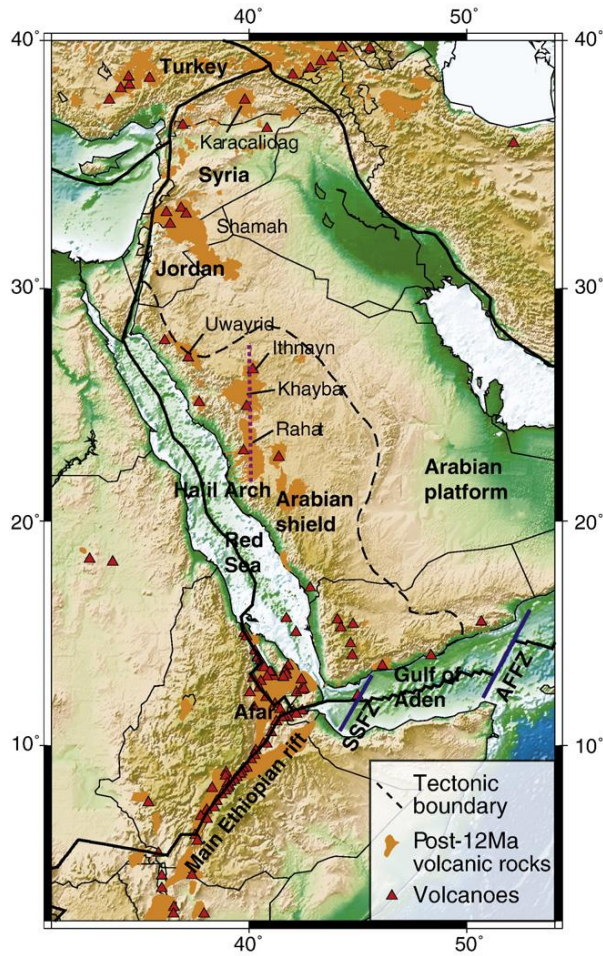 40° 50°
40° 40°
Turkey
Karacalidag
Syria
Shamah
Jordan
30° 30°
Uwayrid
Ithnayn
Khaybar
Rahat
Ha'il Arch
Arabian
platform
Arabian
shield
20° 20°
Red
Sea
Gulf of
Aden
AFFZ
SSFZ
Afar
Main Ethiopian rift
10° 10°
Tectonic
boundary
Post-12Ma
volcanic rocks
Volcanoes
40° 50°